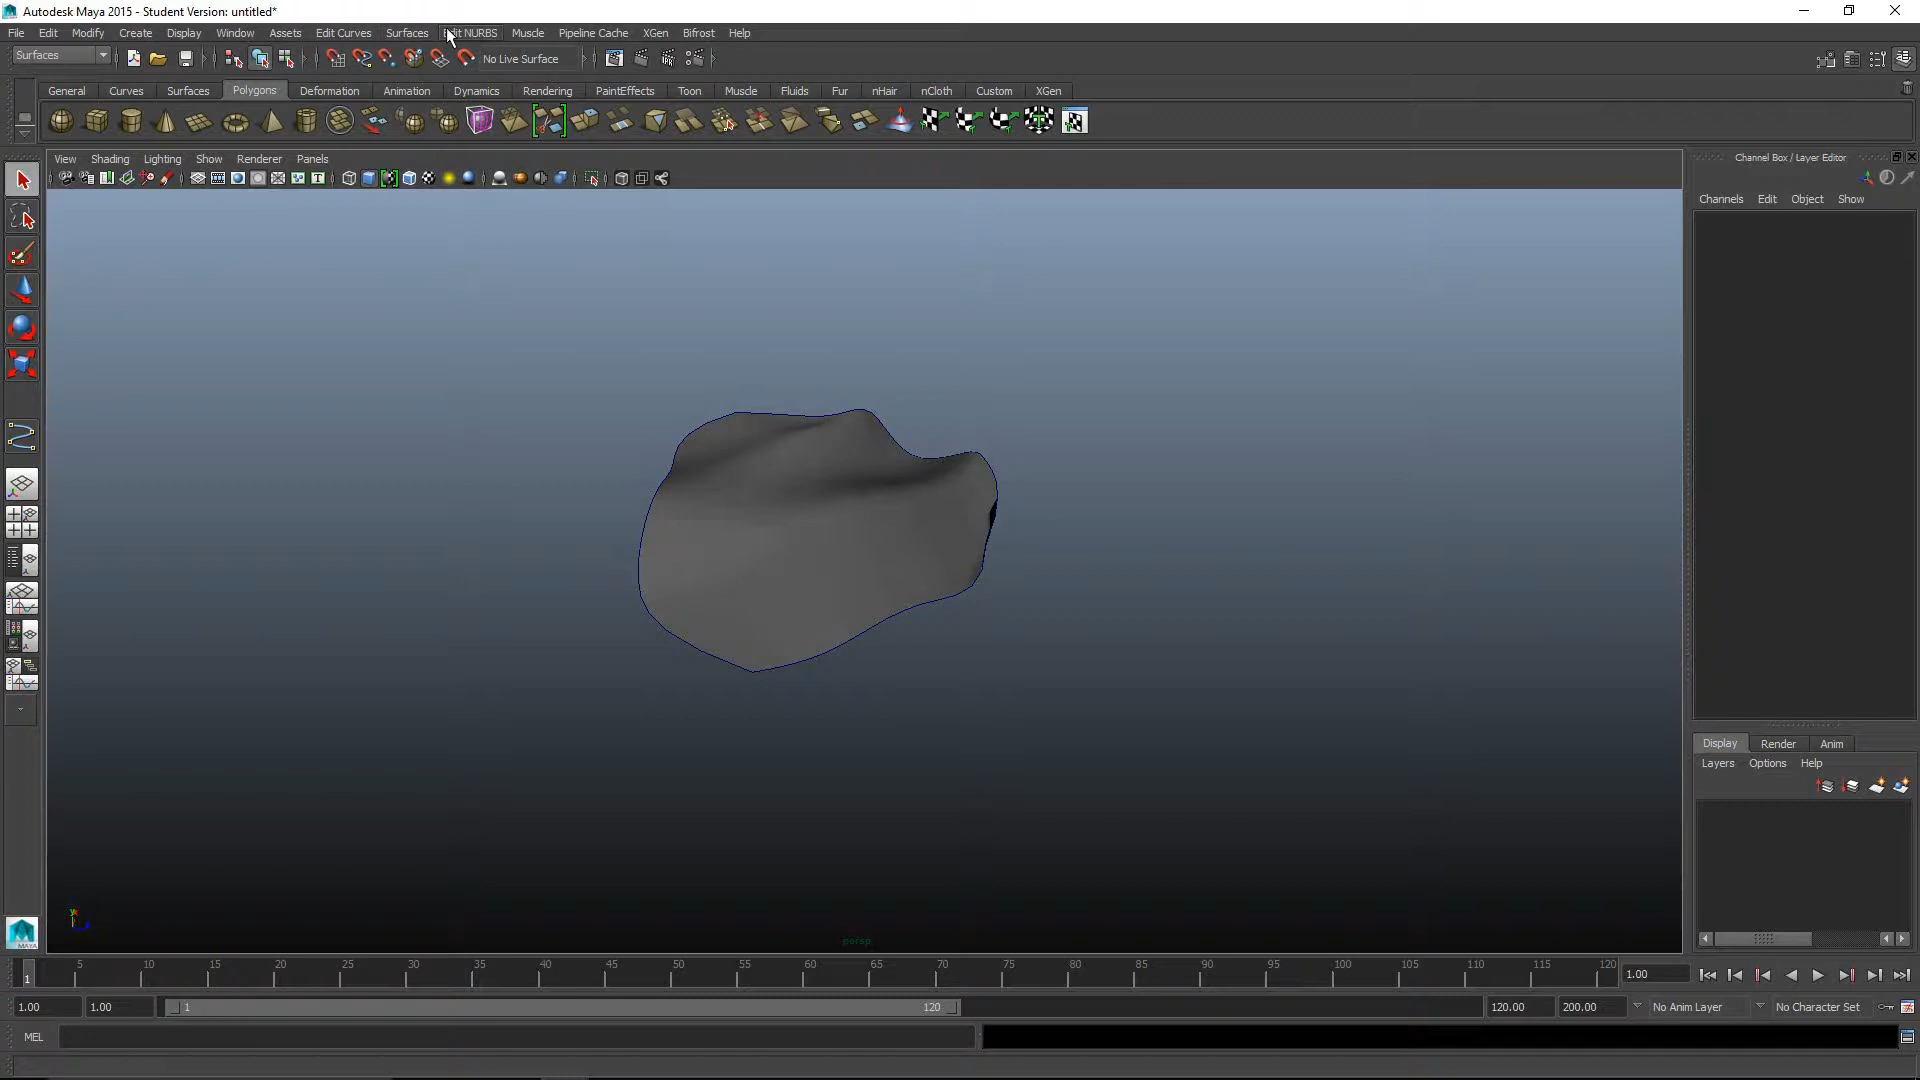 Autodesk Maya 2015 - Student Version: untitled*
File Edit Modify Create Display Window Assets Edit Curves Surfaces Edit NURBS Muscle Pipeline Cache XGen Bifrost Help
Surfaces No Live Surface
General Curves Surfaces Polygons Deformation Animation Dynamics Rendering PaintEffects Toon Muscle Fluids Fur nHair nCloth Custom XGen
View Shading Lighting Show Renderer Panels
Channel Box / Layer Editor
Channels Edit Object Show
persp
Display Render Anim
Layers Options Help
MAYA
5 10 15 20 25 30 35 40 45 50 55 60 65 70 75 80 85 90 95 100 105 110 115 120
1 1.00
1.00 1.00 1 120 120.00 200.00 No Anim Layer No Character Set
MEL